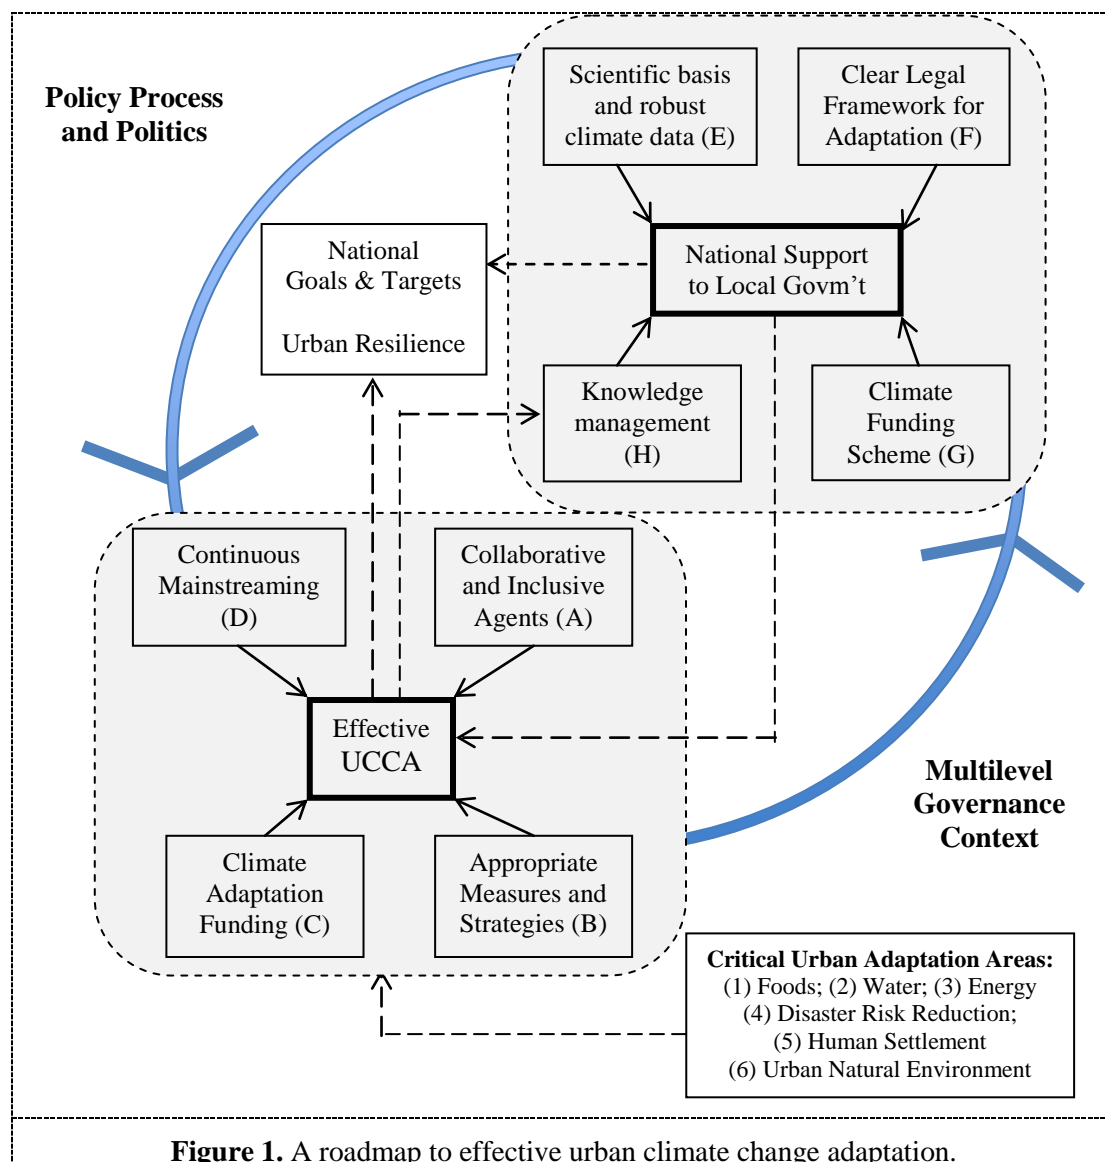 Policy Process
and Politics
Scientific basis
and robust
climate data (E)
Clear Legal
Framework for
Adaptation (F)
National
Goals & Targets
Urban Resilience
National Support
to Local Govm't
Knowledge
management
(H)
Climate
Funding
Scheme (G)
Continuous
Mainstreaming
(D)
Collaborative
and Inclusive
Agents (A)
Effective
UCCA
Multilevel
Governance
Context
Climate
Adaptation
Funding (C)
Appropriate
Measures and
Strategies (B)
Critical Urban Adaptation Areas:
(1) Foods; (2) Water; (3) Energy
(4) Disaster Risk Reduction;
(5) Human Settlement
(6) Urban Natural Environment
Figure 1. A roadmap to effective urban climate change adaptation.